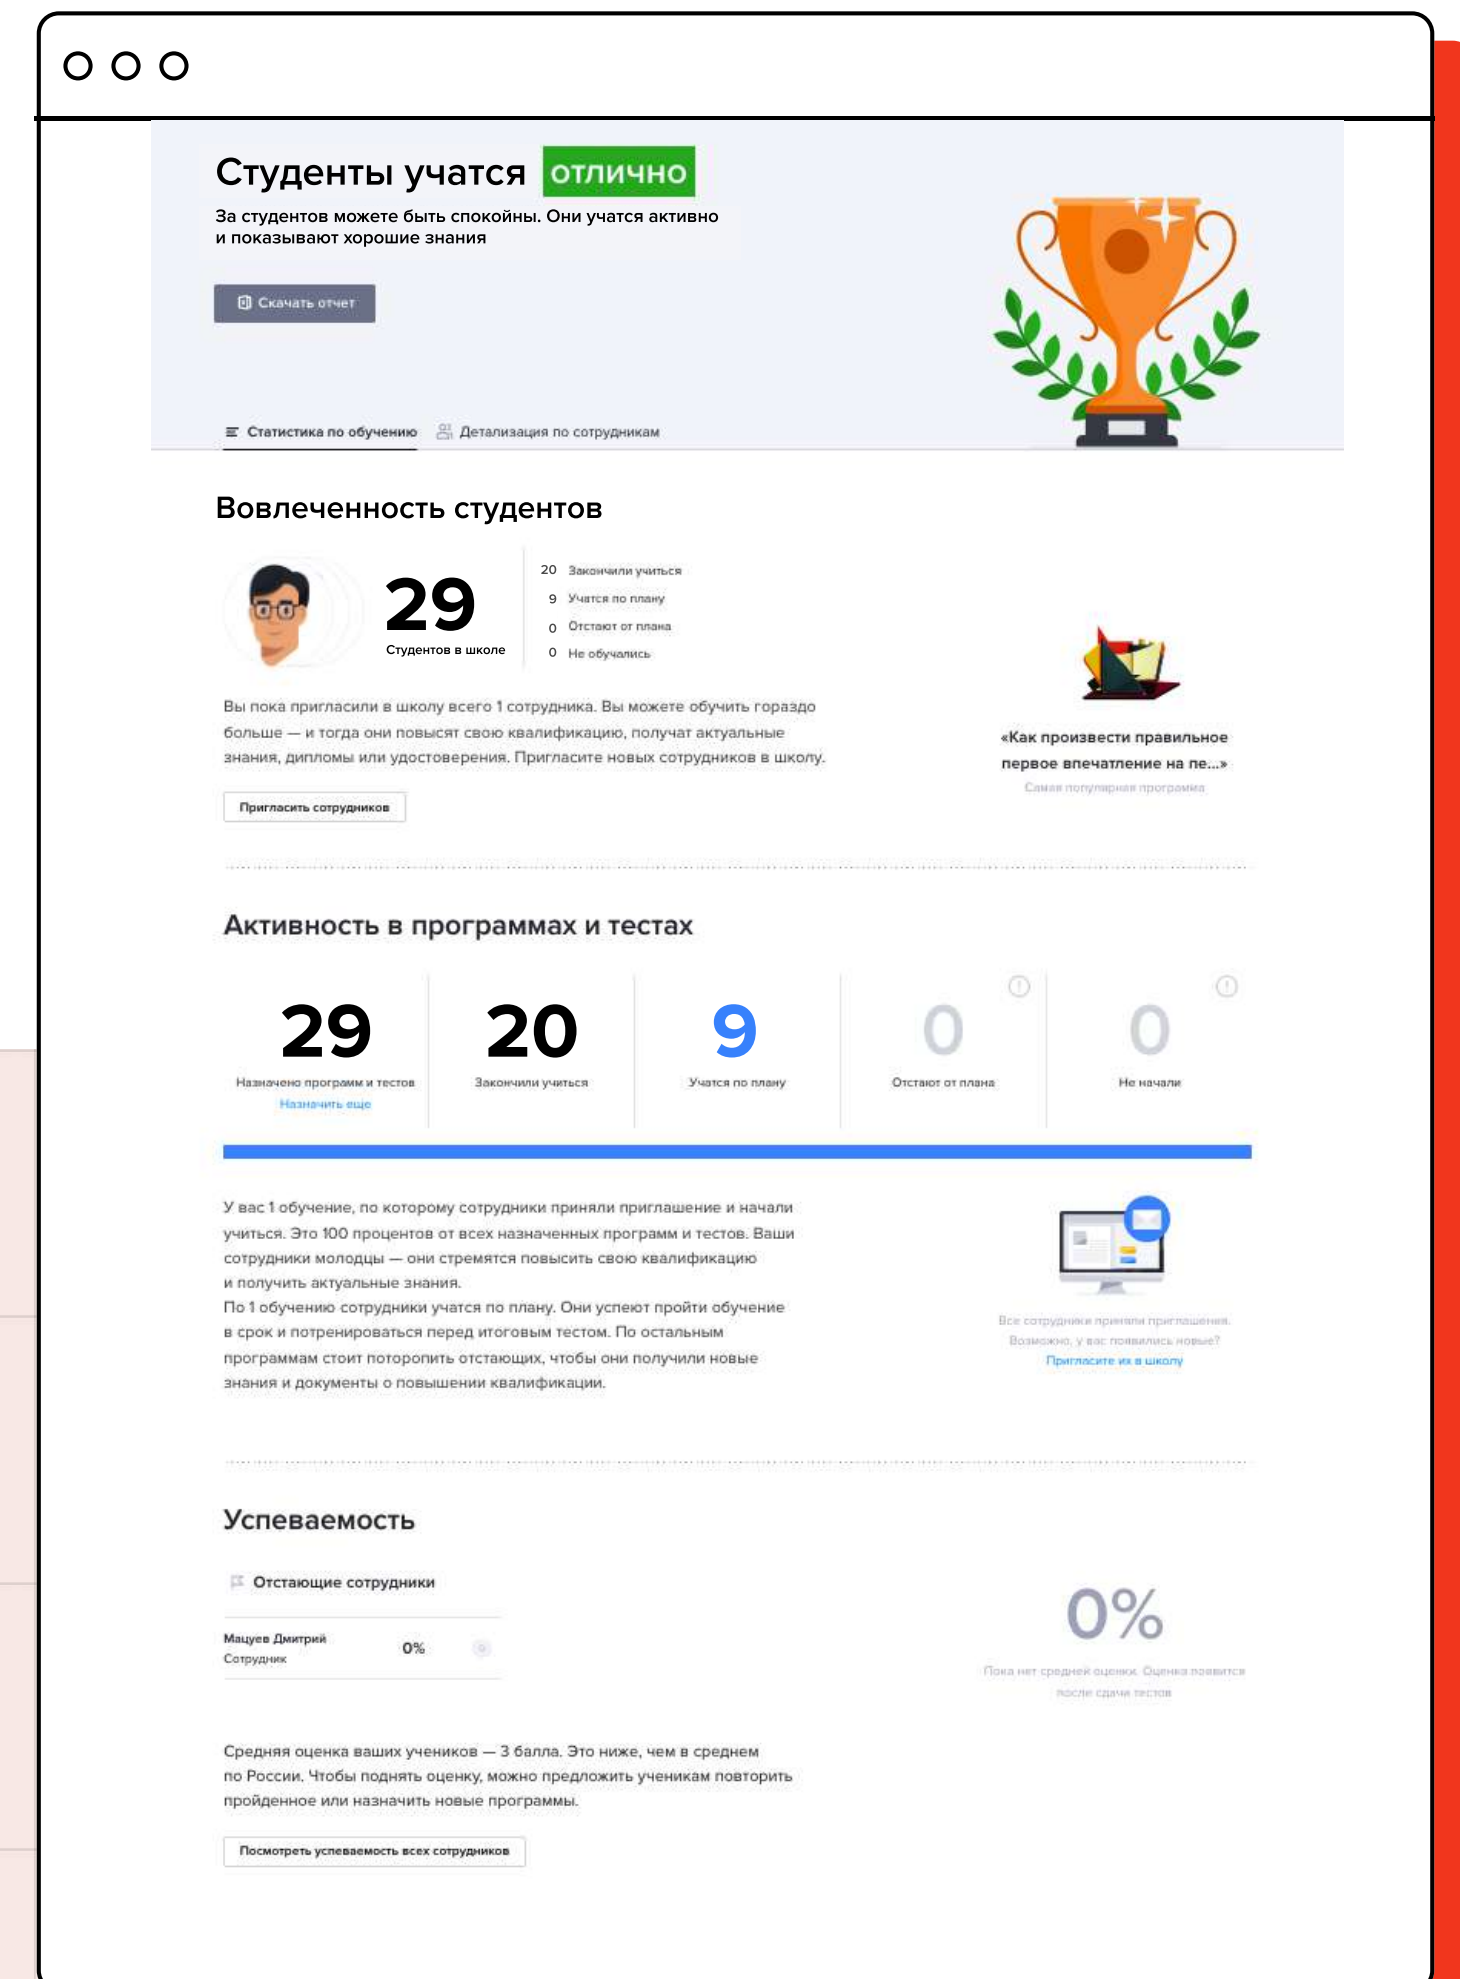 Студенты учатся отлично
За студентов можете быть спокойны. Они учатся активно
и показывают хорошие знания
Скачать отчет
Статистика по обучению
Детализация по сотрудникам
Вовлеченность студентов
29
Студентов в школе
20 Закончили учиться
9 Учатся по плану
0 Отстают от плана
0 Не обучались
Вы пока пригласили в школу всего 1 сотрудника. Вы можете обучить гораздо
больше — и тогда они повысят свою квалификацию, получат актуальные
знания, дипломы или удостоверения. Пригласите новых сотрудников в школу.
Пригласить сотрудников
«Как произвести правильное
первое впечатление на пе...»
Самая популярная программа
Активность в программах и тестах
29
Назначено программ и тестов
Назначить еще
20
Закончили учиться
9
Учатся по плану
0
Отстают от плана
0
Не начали
У вас 1 обучение, по которому сотрудники приняли приглашение и начали
учиться. Это 100 процентов от всех назначенных программ и тестов. Ваши
сотрудники молодцы — они стремятся повысить свою квалификацию
и получить актуальные знания.
По 1 обучению сотрудники учатся по плану. Они успеют пройти обучение
в срок и потренироваться перед итоговым тестом. По остальным
программам стоит поторопить отстающих, чтобы они получили новые
знания и документы о повышении квалификации.
Все сотрудники приняли приглашения.
Возможно, у вас появились новые?
Пригласите их в школу
Успеваемость
Отстающие сотрудники
Мацуев Дмитрий
Сотрудник
0%
0%
Пока нет средней оценки. Оценка появится
после сдачи тестов
Средняя оценка ваших учеников — 3 балла. Это ниже, чем в среднем
по России. Чтобы поднять оценку, можно предложить ученикам повторить
пройденное или назначить новые программы.
Посмотреть успеваемость всех сотрудников